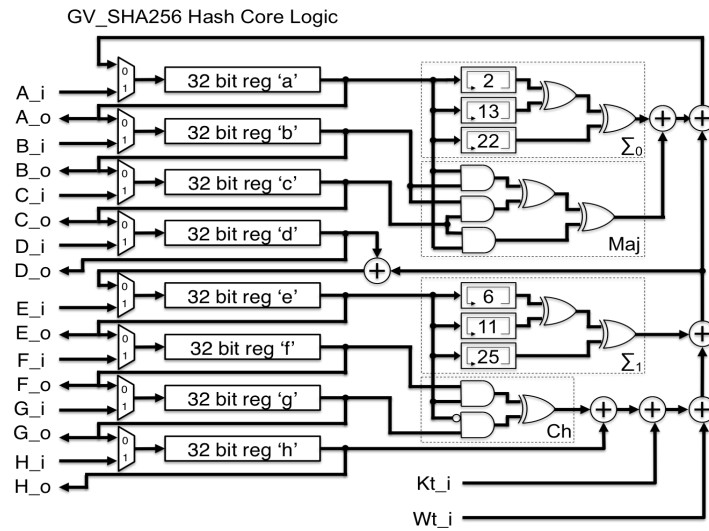 GV_SHA256 Hash Core Logic
0
1
32 bit reg 'a'
A_i
A_o
2
13
22
Σ0
0
1
32 bit reg 'b'
B_i
B_o
0
1
32 bit reg 'c'
C_i
C_o
Maj
0
1
32 bit reg 'd'
D_i
D_o
0
1
32 bit reg 'e'
E_i
E_o
6
11
25
Σ1
0
1
32 bit reg 'f'
F_i
F_o
0
1
32 bit reg 'g'
G_i
G_o
Ch
0
1
32 bit reg 'h'
H_i
H_o
Kt_i
Wt_i